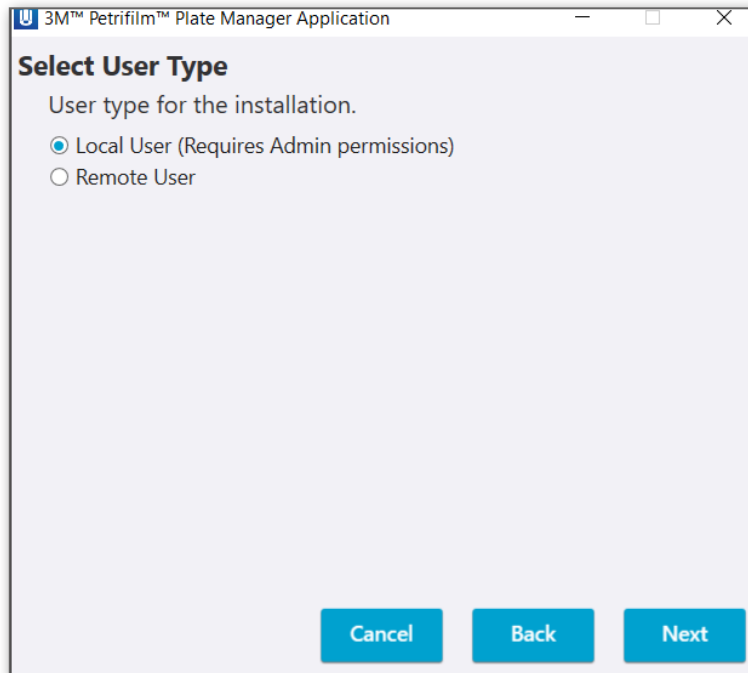 3M™ Petrifilm™ Plate Manager Application
Select User Type
User type for the installation.
Local User (Requires Admin permissions)
Remote User
Cancel Back Next